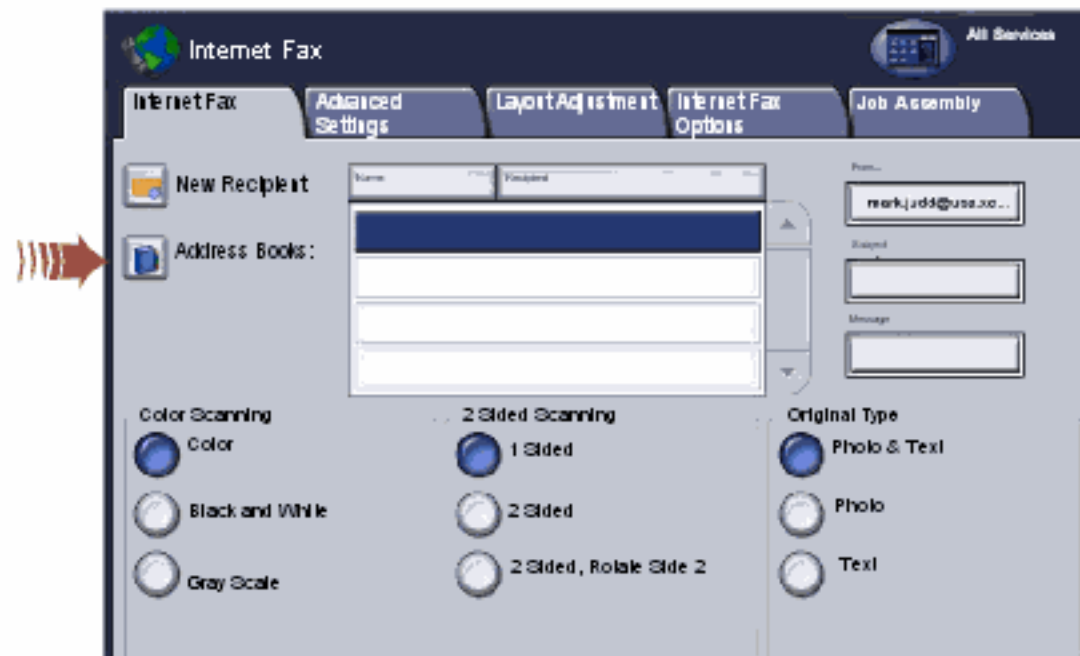 Internet Fax
All Services
Internet Fax
Advanced
Settings
Layout Adjustment
Internet Fax
Options
Job Assembly
New Recipient
Name
Recipient
From...
mark.judd@usa.xe...
Address Books:
Subject
Message
Color Scanning
Color
Black and White
Gray Scale
2 Sided Scanning
1 Sided
2 Sided
2 Sided, Rotate Side 2
Original Type
Photo & Text
Photo
Text